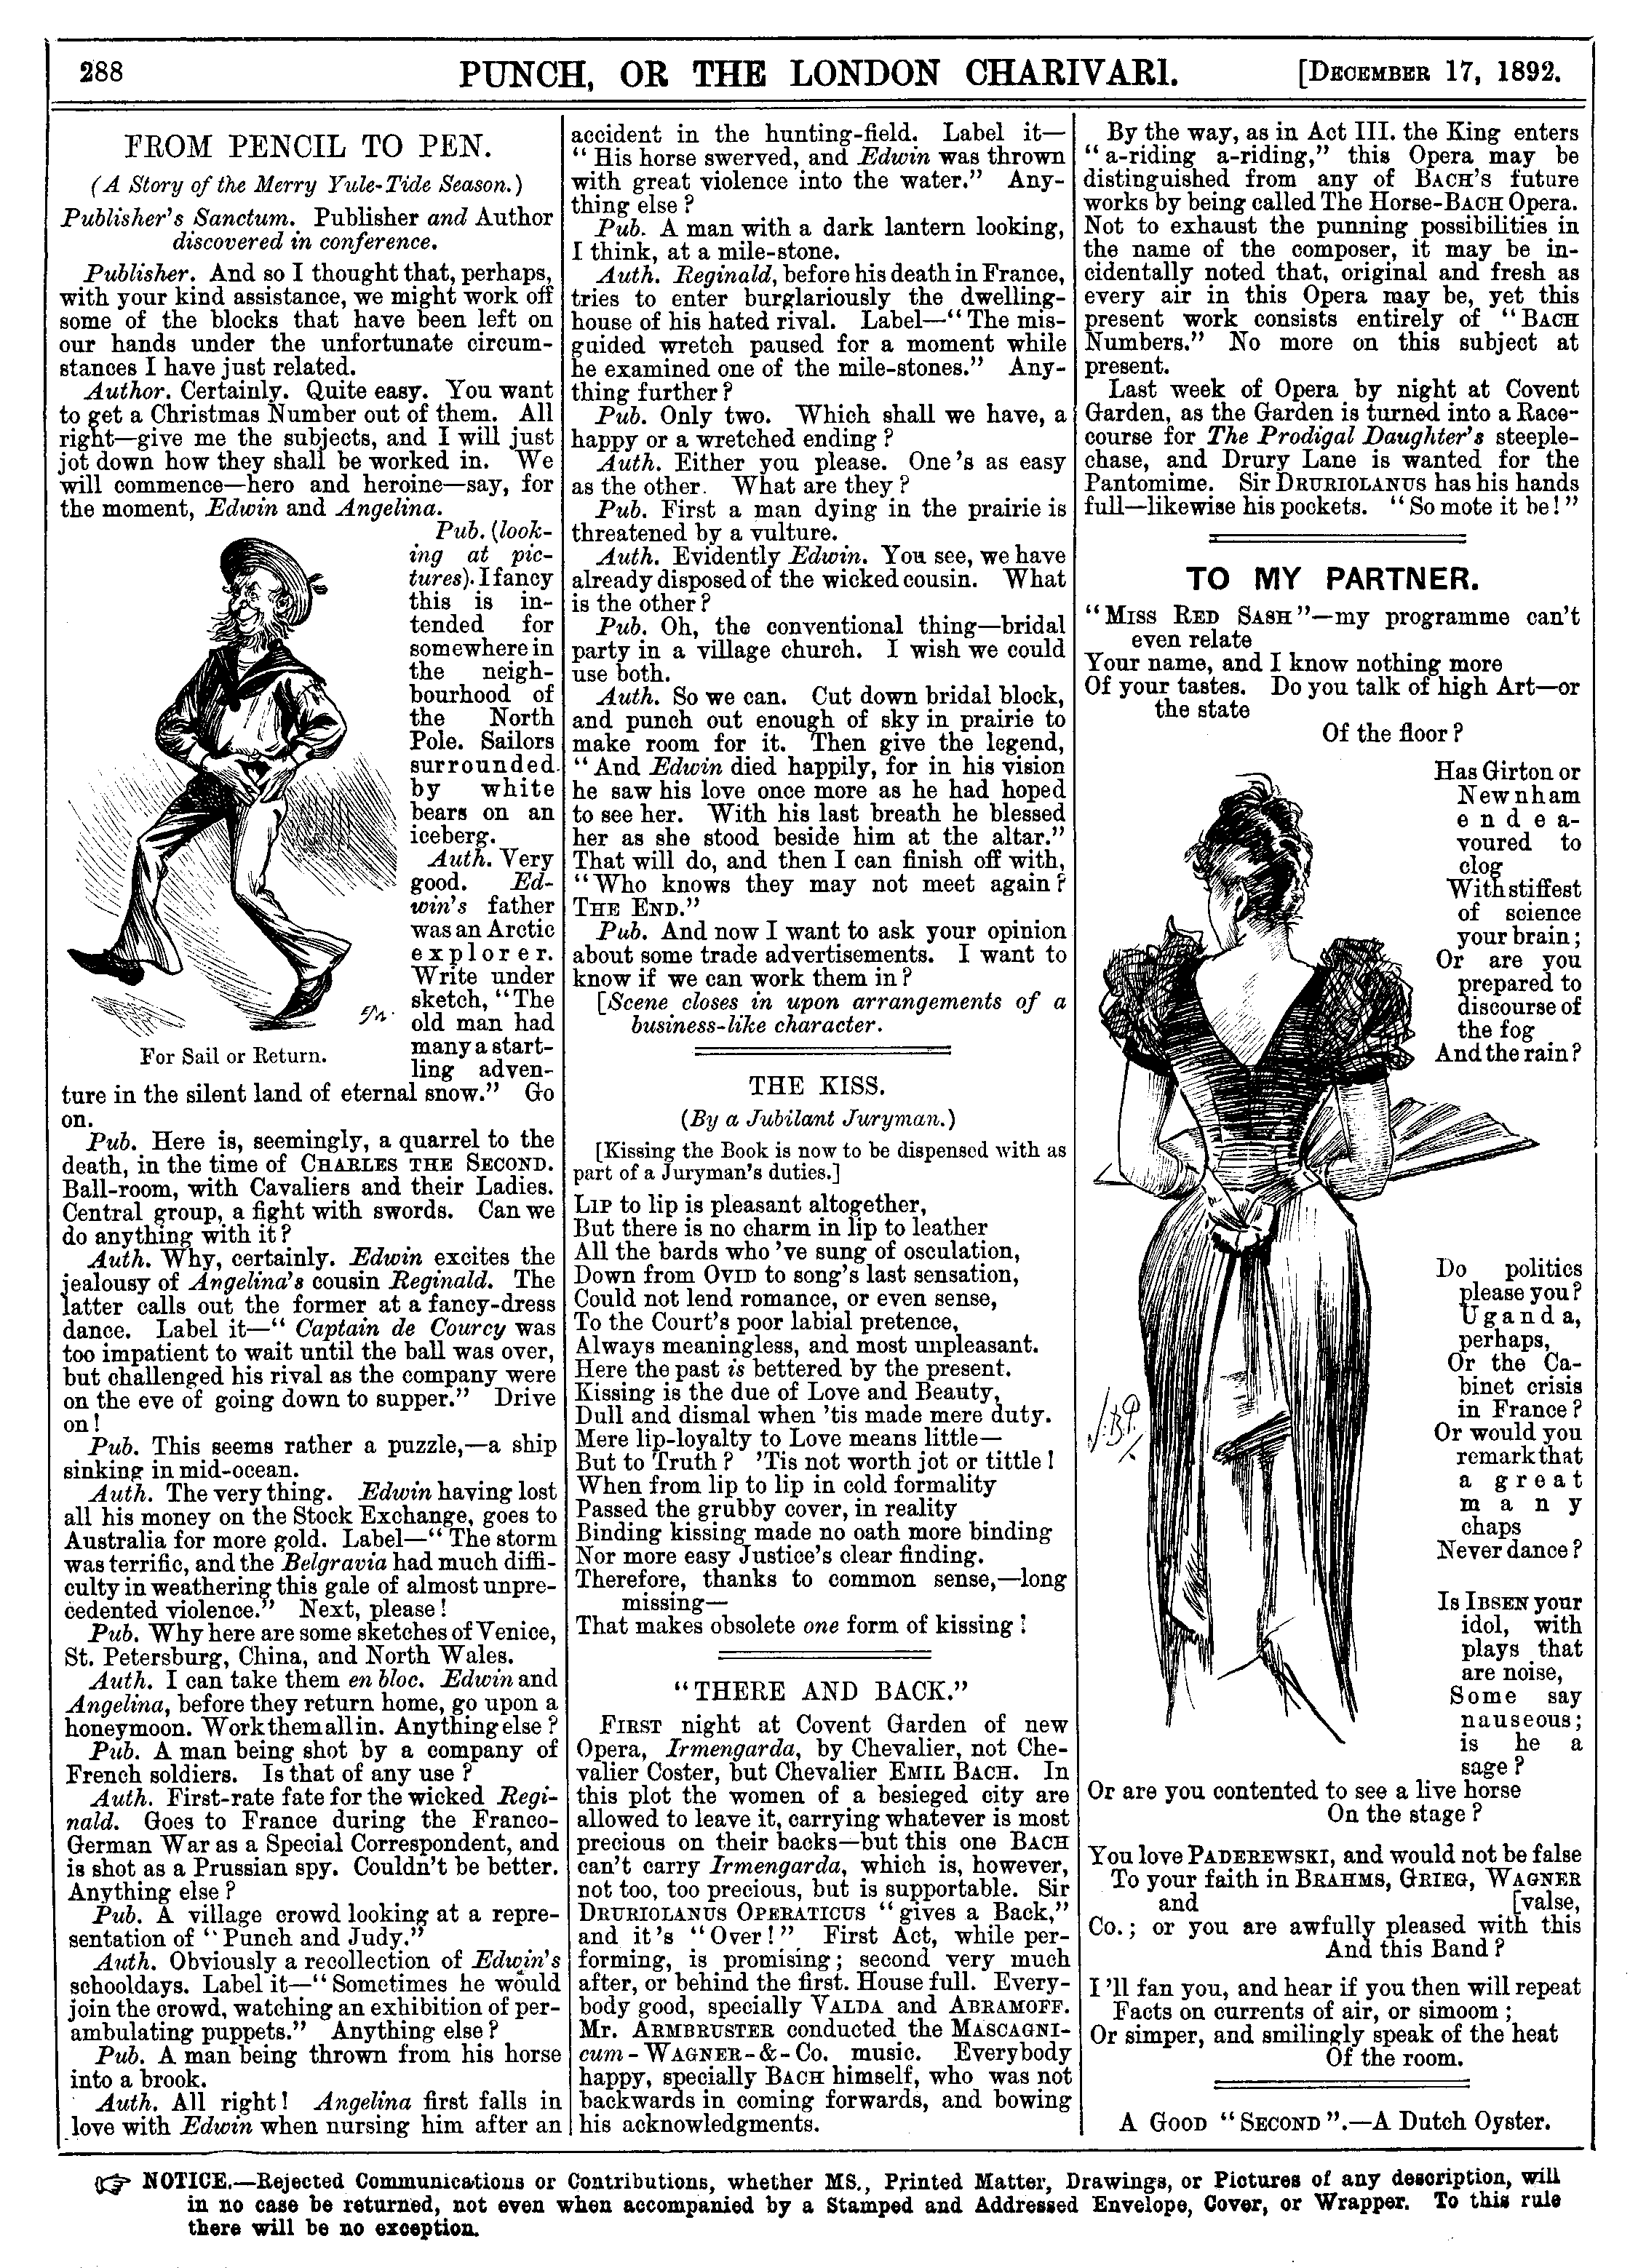 288
PUNCH, OR THE LONDON CHARIVARI.
[DECEMBER 17, 1892.
FROM PENCIL TO PEN.
(A Story of the Merry Yule-Tide Season.)
Publisher's Sanctum. Publisher and Author
discovered in conference.
Publisher. And so I thought that, perhaps,
with your kind assistance, we might work off
some of the blocks that have been left on
our hands under the unfortunate circum-
stances I have just related.
Author. Certainly. Quite easy. You want
to get a Christmas Number out of them. All
right—give me the subjects, and I will just
jot down how they shall be worked in. We
will commence—hero and heroine—say, for
the moment, Edwin and Angelina.
Pub. (look-
ing at pic-
tures). I fancy
this is in-
tended for
somewhere in
the neigh-
bourhood of
the North
Pole. Sailors
surrounded
by white
bears on an
iceberg.
Auth. Very
good. Ed-
win's father
was an Arctic
explorer.
Write under
sketch, "The
old man had
many a start-
ling adven-
For Sail or Return.
ture in the silent land of eternal snow." Go
on.
Pub. Here is, seemingly, a quarrel to the
death, in the time of CHARLES THE SECOND.
Ball-room, with Cavaliers and their Ladies.
Central group, a fight with swords. Can we
do anything with it?
Auth. Why, certainly. Edwin excites the
jealousy of Angelina's cousin Reginald. The
latter calls out the former at a fancy-dress
dance. Label it—"Captain de Courcy was
too impatient to wait until the ball was over,
but challenged his rival as the company were
on the eve of going down to supper." Drive
on!
Pub. This seems rather a puzzle,—a ship
sinking in mid-ocean.
Auth. The very thing. Edwin having lost
all his money on the Stock Exchange, goes to
Australia for more gold. Label—"The storm
was terrific, and the Belgravia had much diffi-
culty in weathering this gale of almost unpre-
cedented violence." Next, please!
Pub. Why here are some sketches of Venice,
St. Petersburg, China, and North Wales.
Auth. I can take them en bloc. Edwin and
Angelina, before they return home, go upon a
honeymoon. Work them all in. Anything else?
Pub. A man being shot by a company of
French soldiers. Is that of any use?
Auth. First-rate fate for the wicked Regi-
nald. Goes to France during the Franco-
German War as a Special Correspondent, and
is shot as a Prussian spy. Couldn't be better.
Anything else?
Pub. A village crowd looking at a repre-
sentation of "Punch and Judy."
Auth. Obviously a recollection of Edwin's
schooldays. Label it—"Sometimes he would
join the crowd, watching an exhibition of per-
ambulating puppets." Anything else?
Pub. A man being thrown from his horse
into a brook.
Auth. All right! Angelina first falls in
love with Edwin when nursing him after an
accident in the hunting-field. Label it—
"His horse swerved, and Edwin was thrown
with great violence into the water." Any-
thing else?
Pub. A man with a dark lantern looking,
I think, at a mile-stone.
Auth. Reginald, before his death in France,
tries to enter burglariously the dwelling-
house of his hated rival. Label—"The mis-
guided wretch paused for a moment while
he examined one of the mile-stones." Any-
thing further?
Pub. Only two. Which shall we have, a
happy or a wretched ending?
Auth. Either you please. One's as easy
as the other. What are they?
Pub. First a man dying in the prairie is
threatened by a vulture.
Auth. Evidently Edwin. You see, we have
already disposed of the wicked cousin. What
is the other?
Pub. Oh, the conventional thing—bridal
party in a village church. I wish we could
use both.
Auth. So we can. Cut down bridal block,
and punch out enough of sky in prairie to
make room for it. Then give the legend,
"And Edwin died happily, for in his vision
he saw his love once more as he had hoped
to see her. With his last breath he blessed
her as she stood beside him at the altar."
That will do, and then I can finish off with,
"Who knows they may not meet again?
THE END."
Pub. And now I want to ask your opinion
about some trade advertisements. I want to
know if we can work them in?
[Scene closes in upon arrangements of a
business-like character.
THE KISS.
(By a Jubilant Juryman.)
[Kissing the Book is now to be dispensed with as
part of a Juryman's duties.]
LIP to lip is pleasant altogether,
But there is no charm in lip to leather
All the bards who 've sung of osculation,
Down from OVID to song's last sensation,
Could not lend romance, or even sense,
To the Court's poor labial pretence,
Always meaningless, and most unpleasant.
Here the past is bettered by the present.
Kissing is the due of Love and Beauty,
Dull and dismal when 'tis made mere duty.
Mere lip-loyalty to Love means little—
But to Truth? 'Tis not worth jot or tittle!
When from lip to lip in cold formality
Passed the grubby cover, in reality
Binding kissing made no oath more binding
Nor more easy Justice's clear finding.
Therefore, thanks to common sense,—long
missing—
That makes obsolete one form of kissing!
"THERE AND BACK."
FIRST night at Covent Garden of new
Opera, Irmengarda, by Chevalier, not Che-
valier Coster, but Chevalier EMIL BACH. In
this plot the women of a besieged city are
allowed to leave it, carrying whatever is most
precious on their backs—but this one BACH
can't carry Irmengarda, which is, however,
not too, too precious, but is supportable. Sir
DRURIOLANUS OPERATICUS "gives a Back,"
and it's "Over!" First Act, while per-
forming, is promising; second very much
after, or behind the first. House full. Every-
body good, specially VALDA and ABRAMOFF.
Mr. ARMBRUSTER conducted the MASCAGNI-
cum-WAGNER-&-Co. music. Everybody
happy, specially BACH himself, who was not
backwards in coming forwards, and bowing
his acknowledgments.
By the way, as in Act III. the King enters
"a-riding a-riding," this Opera may be
distinguished from any of BACH's future
works by being called The Horse-BACH Opera.
Not to exhaust the punning possibilities in
the name of the composer, it may be in-
cidentally noted that, original and fresh as
every air in this Opera may be, yet this
present work consists entirely of "BACH
Numbers." No more on this subject at
present.
Last week of Opera by night at Covent
Garden, as the Garden is turned into a Race-
course for The Prodigal Daughter's steeple-
chase, and Drury Lane is wanted for the
Pantomime. Sir DRURIOLANUS has his hands
full—likewise his pockets. "So mote it be!"
TO MY PARTNER.
"MISS RED SASH"—my programme can't
even relate
Your name, and I know nothing more
Of your tastes. Do you talk of high Art—or
the state
Of the floor?
Has Girton or
Newnham
endea-
voured to
clog
With stiffest
of science
your brain;
Or are you
prepared to
discourse of
the fog
And the rain?
Do politics
please you?
Uganda,
perhaps,
Or the Ca-
binet crisis
in France?
Or would you
remark that
a great
many
chaps
Never dance?
J.B.P.
Is IBSEN your
idol, with
plays that
are noise,
Some say
nauseous;
is he a
sage?
Or are you contented to see a live horse
On the stage?
You love PADEREWSKI, and would not be false
To your faith in BRAHMS, GRIEG, WAGNER
and [valse,
Co.; or you are awfully pleased with this
And this Band?
I'll fan you, and hear if you then will repeat
Facts on currents of air, or simoom;
Or simper, and smilingly speak of the heat
Of the room.
A GOOD "SECOND".—A Dutch Oyster.
NOTICE.—Rejected Communications or Contributions, whether MS., Printed Matter, Drawings, or Pictures of any description, will
in no case be returned, not even when accompanied by a Stamped and Addressed Envelope, Cover, or Wrapper. To this rule
there will be no exception.